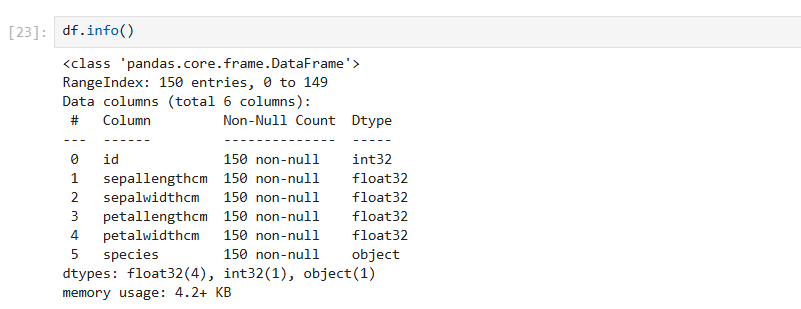 [23]: df.info()
<class 'pandas.core.frame.DataFrame'>
RangeIndex: 150 entries, 0 to 149
Data columns (total 6 columns):
 #   Column         Non-Null Count  Dtype
---  ------         --------------  -----
 0   id             150 non-null    int32
 1   sepallengthcm  150 non-null    float32
 2   sepalwidthcm   150 non-null    float32
 3   petallengthcm  150 non-null    float32
 4   petalwidthcm   150 non-null    float32
 5   species        150 non-null    object
dtypes: float32(4), int32(1), object(1)
memory usage: 4.2+ KB